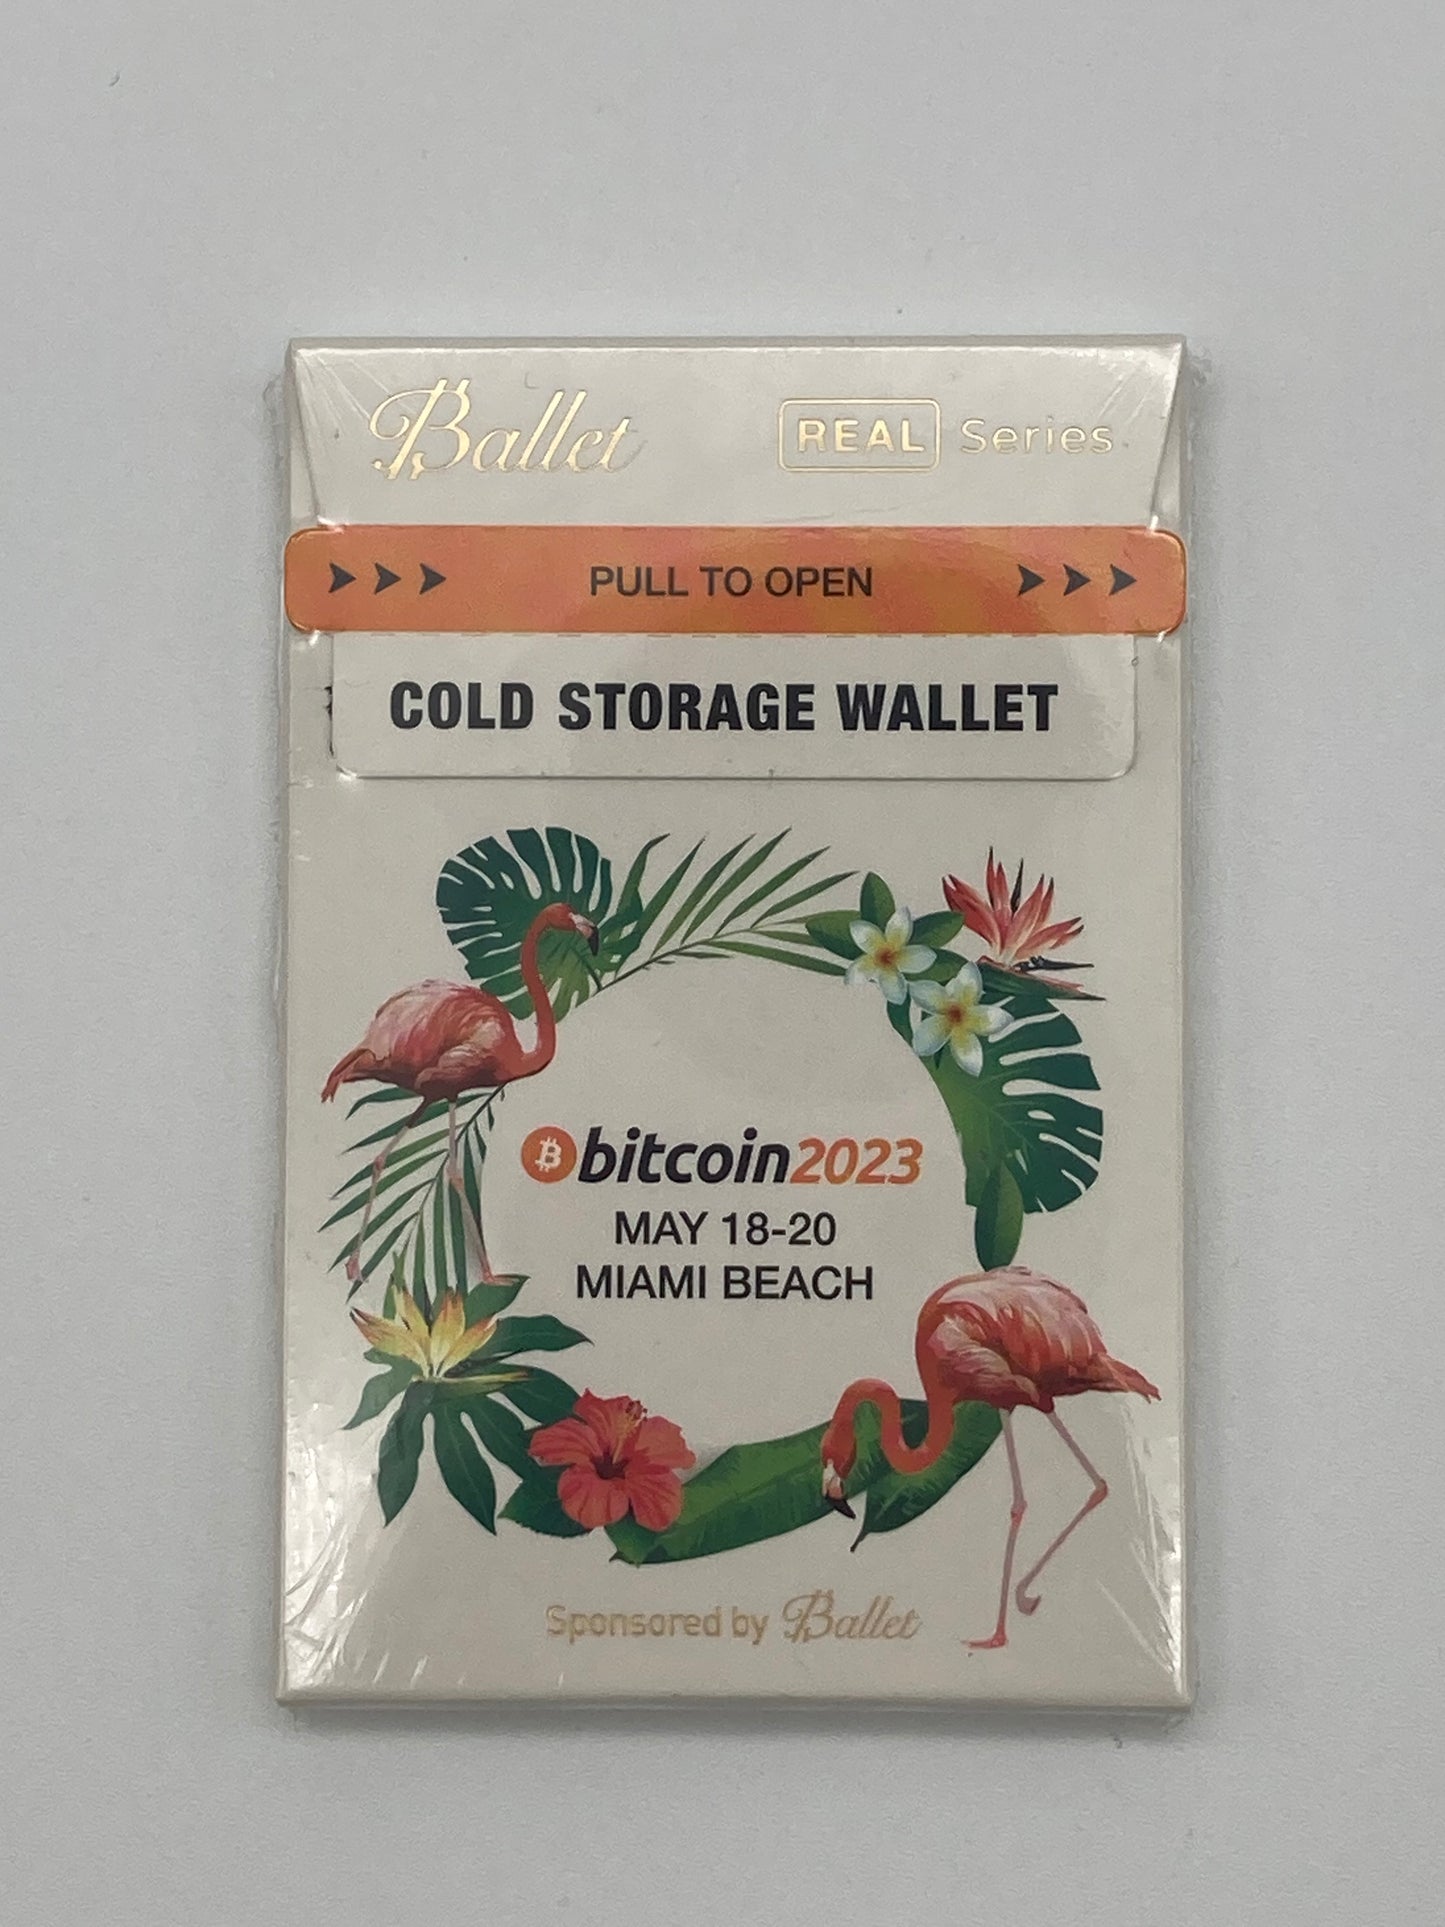 Ballet REAL Series
PULL TO OPEN
COLD STORAGE WALLET
bitcoin2023
MAY 18-20
MIAMI BEACH
Sponsored by Ballet